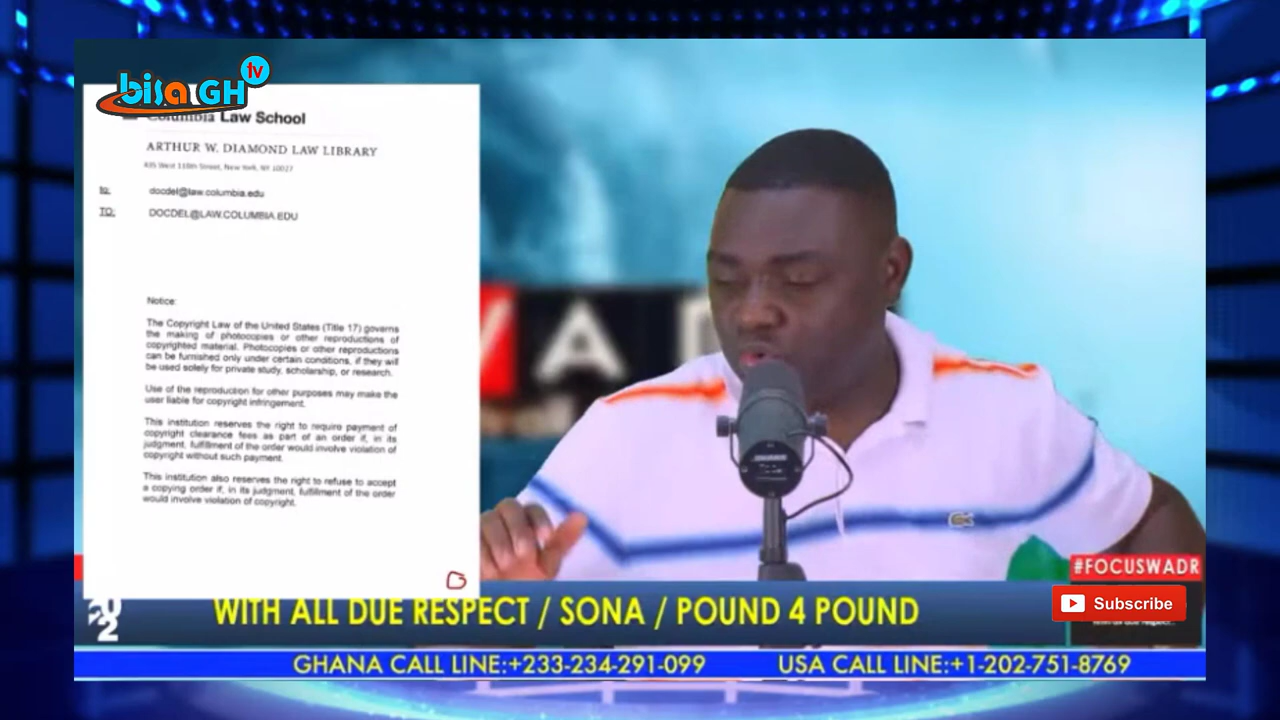 bisa GH tv
Columbia Law School
ARTHUR W. DIAMOND LAW LIBRARY
435 West 116th Street, New York, NY 10027
to: docdel@law.columbia.edu
TO: DOCDEL@LAW.COLUMBIA.EDU
Notice:
The Copyright Law of the United States (Title 17) governs
the making of photocopies or other reproductions of
copyrighted material. Photocopies or other reproductions
can be furnished only under certain conditions, if they will
be used solely for private study, scholarship, or research.
Use of the reproduction for other purposes may make the
user liable for copyright infringement.
This institution reserves the right to require payment of
copyright clearance fees as part of an order if, in its
judgment, fulfillment of the order would involve violation of
copyright without such payment.
This institution also reserves the right to refuse to accept
a copying order if, in its judgment, fulfillment of the order
would involve violation of copyright.
WAD
#FOCUSWADR
Subscribe
WITH ALL DUE RESPECT / SONA / POUND 4 POUND
GHANA CALL LINE:+233-234-291-099 USA CALL LINE:+1-202-751-8769